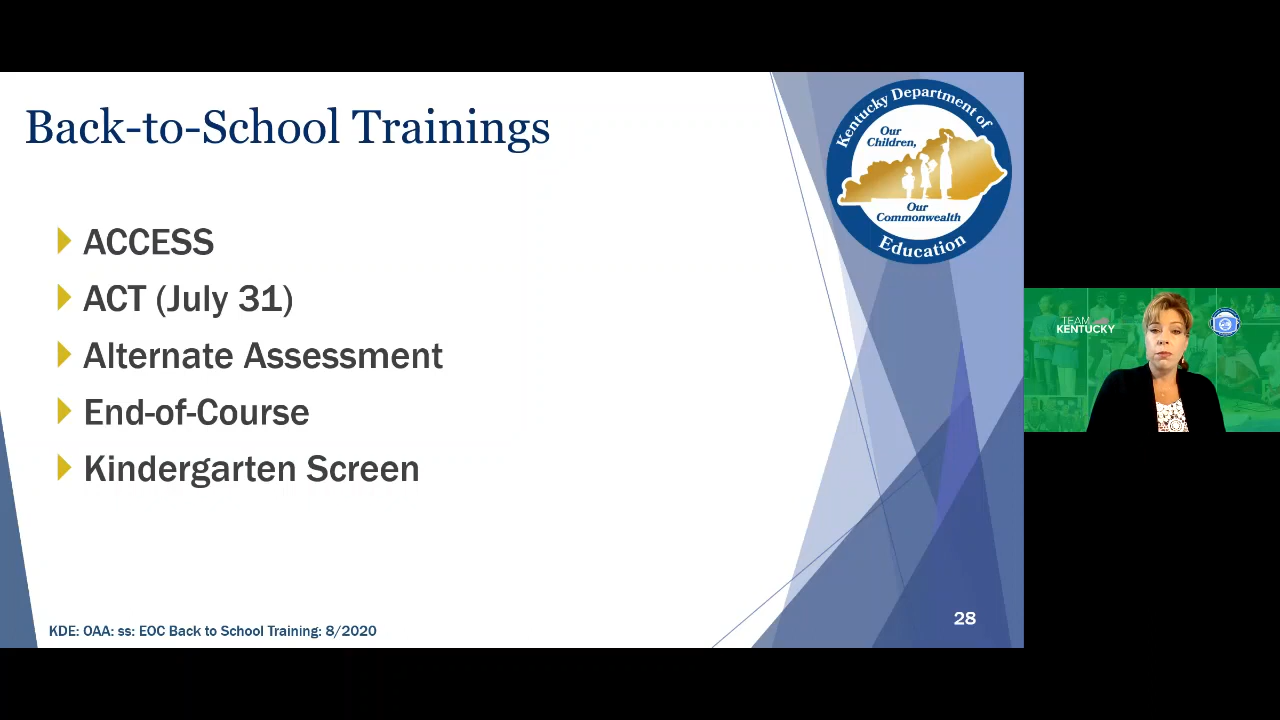 Back-to-School Trainings
ACCESS
ACT (July 31)
Alternate Assessment
End-of-Course
Kindergarten Screen
KDE: OAA: ss: EOC Back to School Training: 8/2020
28
Kentucky Department of
Our
Children,
Our
Commonwealth
Education
TEAM
KENTUCKY